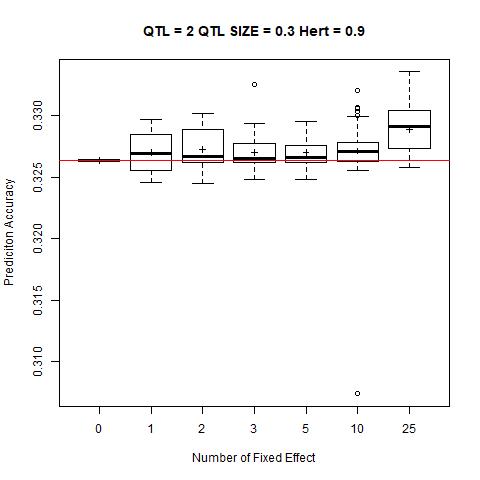 QTL = 2 QTL SIZE = 0.3 Hert = 0.9
Prediciton Accuracy
0.330
0.325
0.320
0.315
0.310
0 1 2 3 5 10 25
Number of Fixed Effect